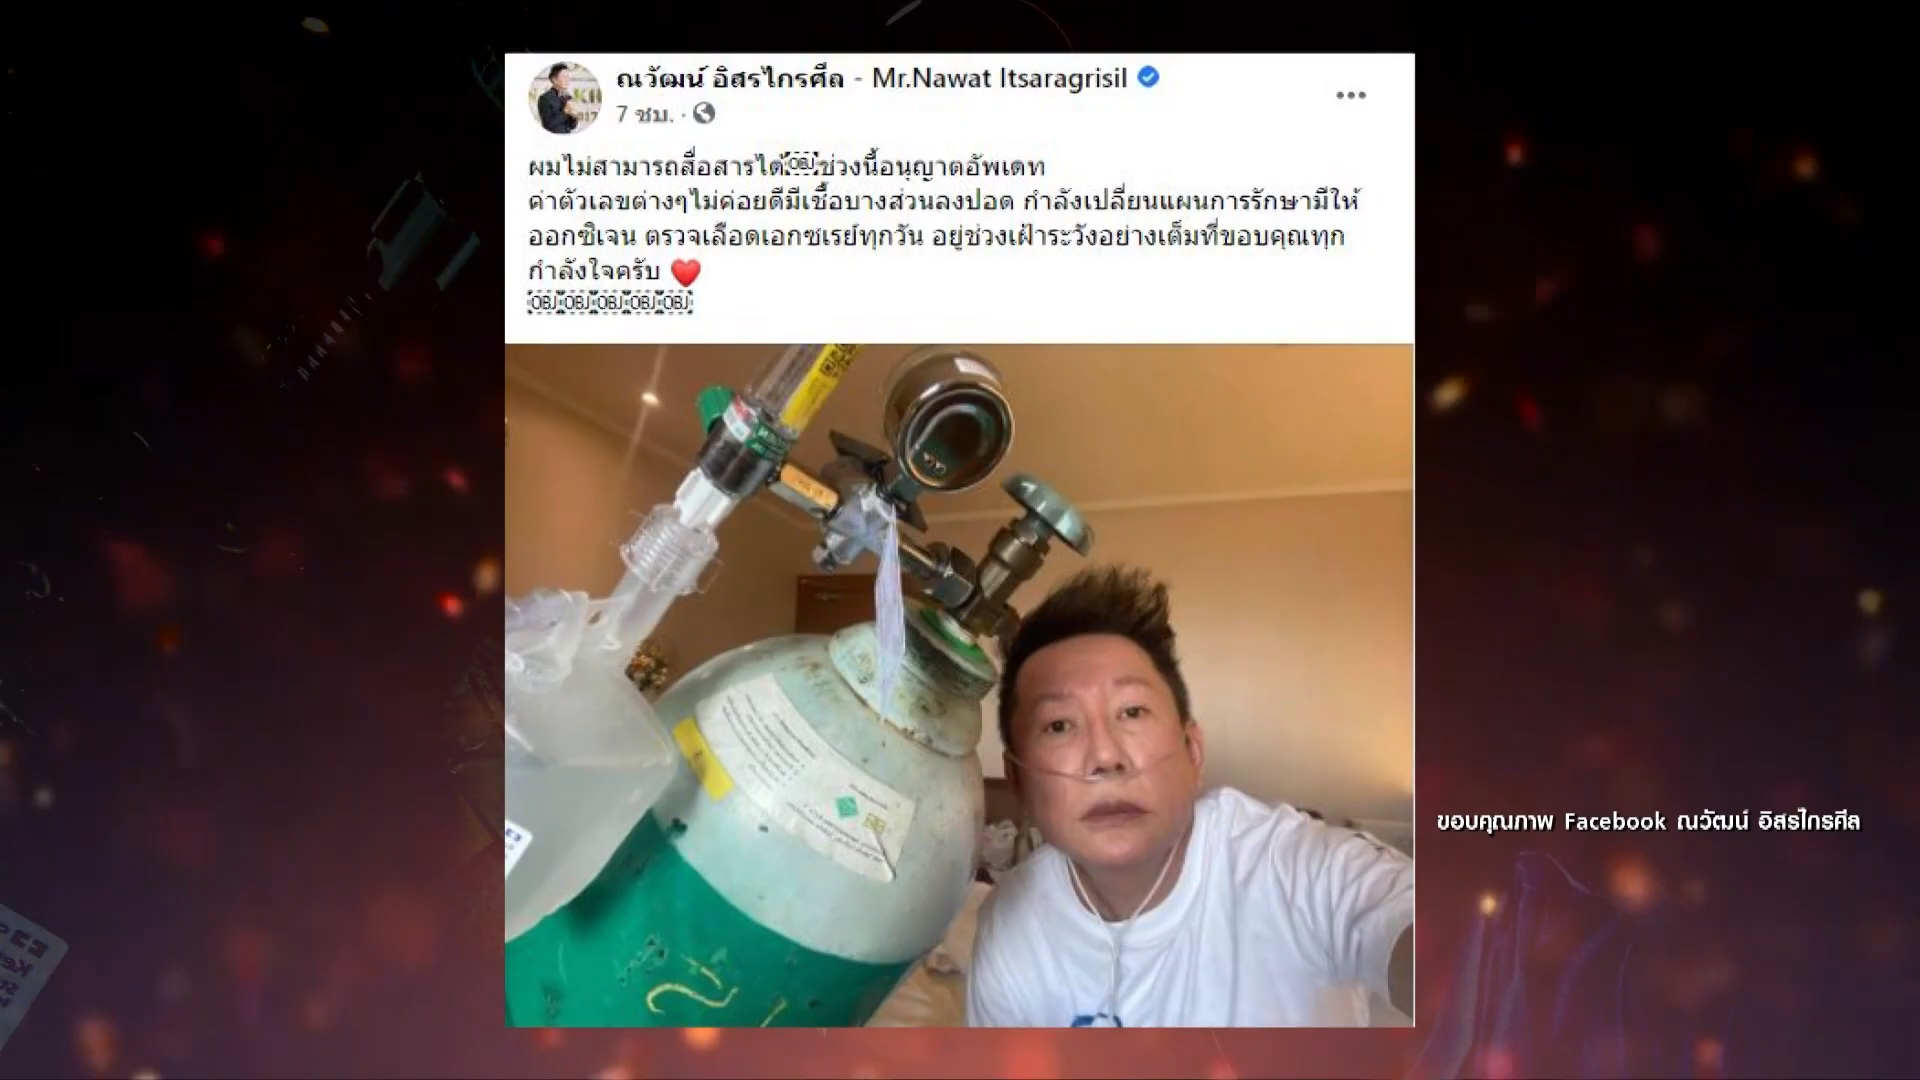 ณวัฒน์ อิสรไกรศีล - Mr.Nawat Itsaragrisil
7 ชม.
ผมไม่สามารถสื่อสารได้ ช่วงนี้อนุญาตอัพเดท
ค่าตัวเลขต่างๆไม่ค่อยดีมีเชื้อบางส่วนลงปอด กำลังเปลี่ยนแผนการรักษามีให้
ออกซิเจน ตรวจเลือดเอกซเรย์ทุกวัน อยู่ช่วงเฝ้าระวังอย่างเต็มที่ขอบคุณทุก
กำลังใจครับ ❤️
ขอบคุณภาพ Facebook ณวัฒน์ อิสรไกรศีล